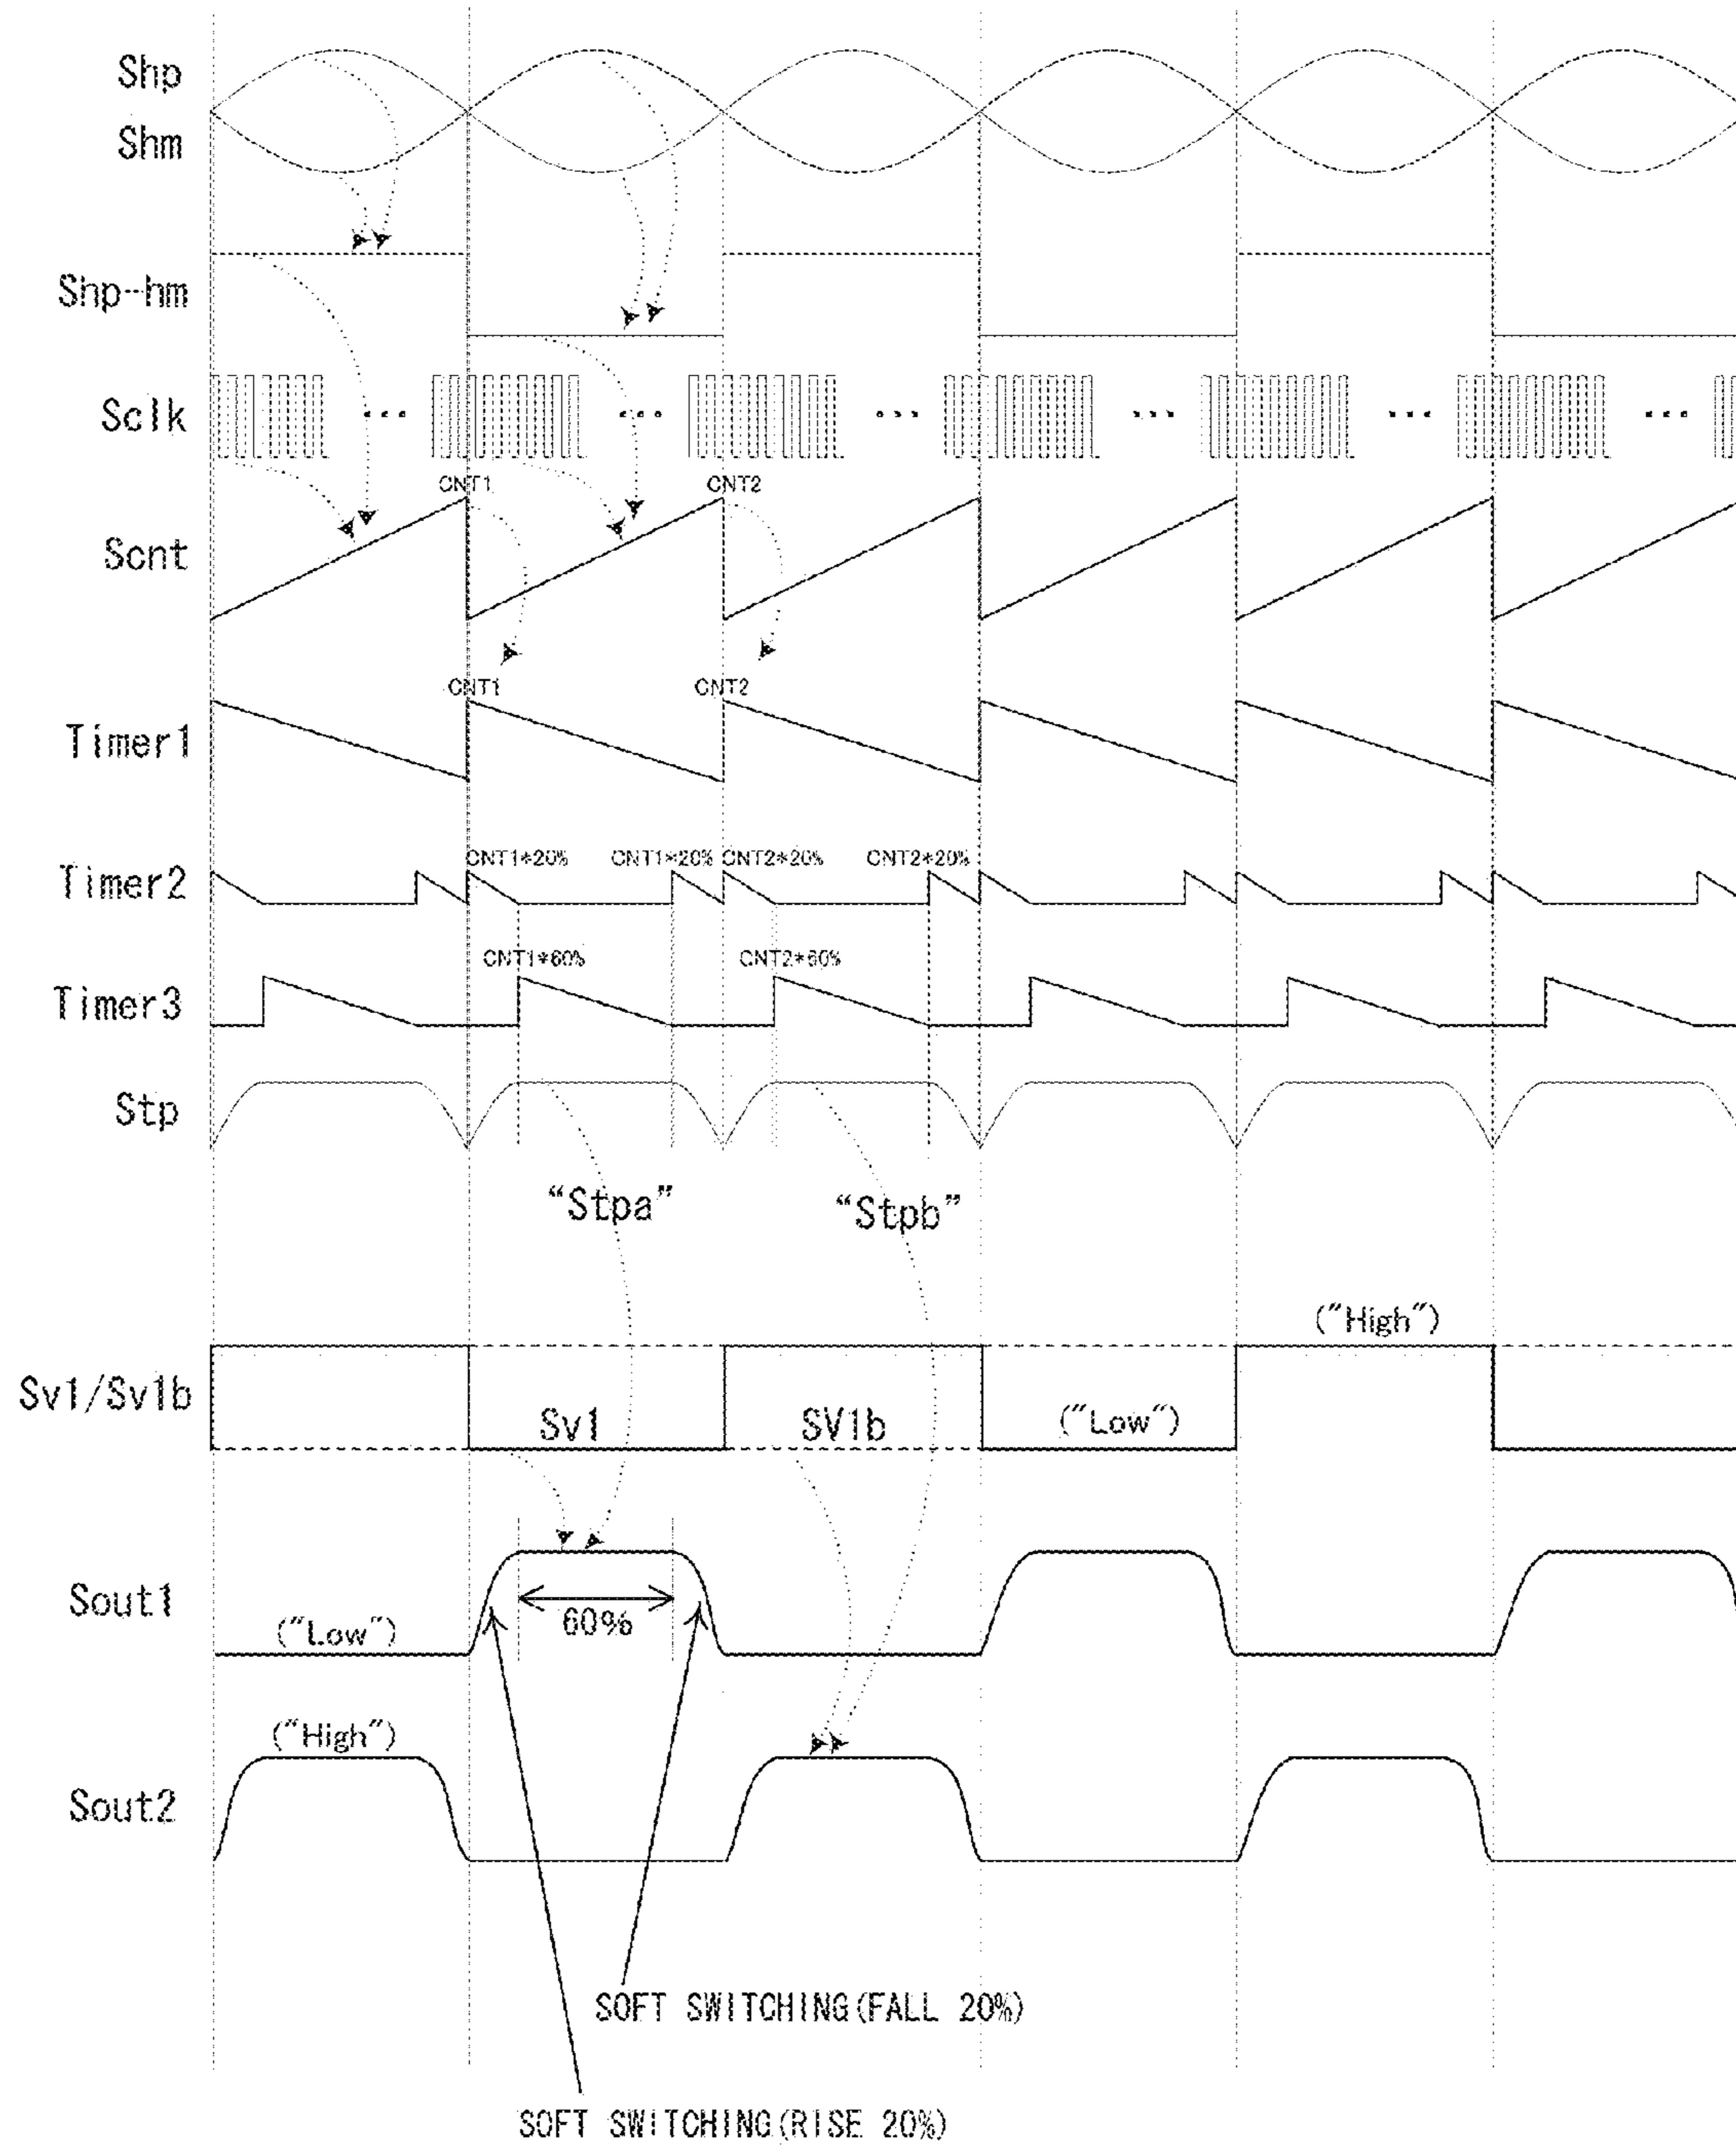 Shp
Shm
Shp-hm
Sclk
CNT1 CNT2
Scnt
CNT1 CNT2
Timer1
CNT1*20% CNT1*20% CNT2*20% CNT2*20%
Timer2
CNT1*60% CNT2*60%
Timer3
Stp
“Stpa” “Stpb”
("High")
Sv1/Sv1b Sv1 SV1b ("Low")
Sout1 60%
("Low")
("High")
Sout2
SOFT SWITCHING(FALL 20%)
SOFT SWITCHING(RISE 20%)